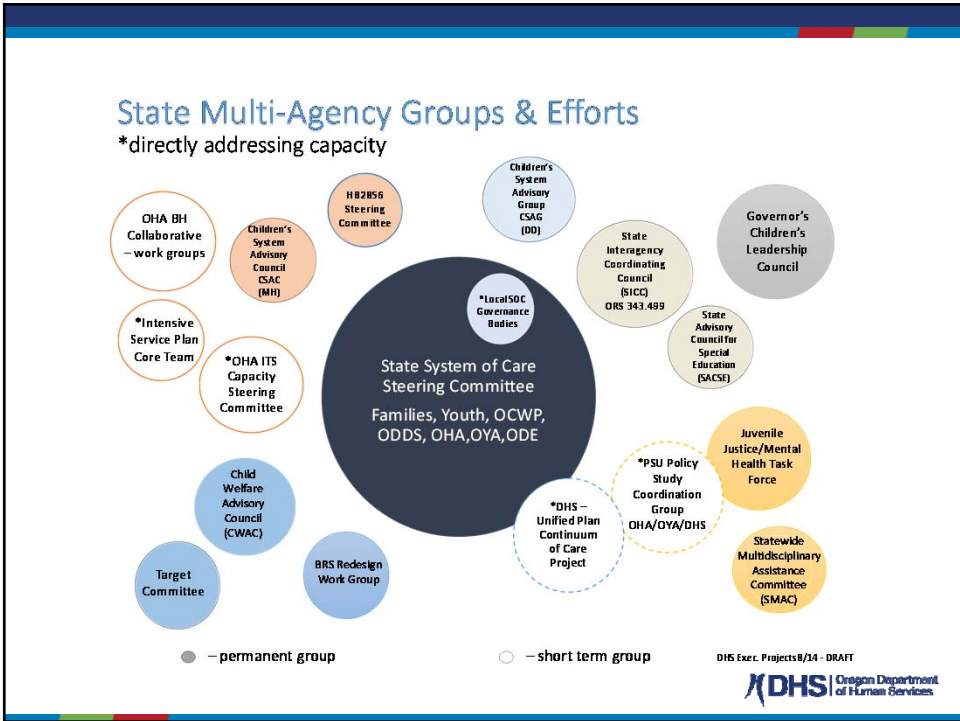 State Multi-Agency Groups & Efforts
*directly addressing capacity
OHA BH
Collaborative
– work groups
Children's
System
Advisory
Council
CSAC
(MH)
HB2856
Steering
Committee
Children's
System
Advisory
Group
CSAG
(DD)
State
Interagency
Coordinating
Council
(SICC)
ORS 343.499
Governor's
Children's
Leadership
Council
*Intensive
Service Plan
Core Team
*OHA ITS
Capacity
Steering
Committee
*Local SOC
Governance
Bodies
State System of Care
Steering Committee
Families, Youth, OCWP,
ODDS, OHA,OYA,ODE
State
Advisory
Council for
Special
Education
(SACSE)
Child
Welfare
Advisory
Council
(CWAC)
Target
Committee
BRS Redesign
Work Group
*DHS –
Unified Plan
Continuum
of Care
Project
*PSU Policy
Study
Coordination
Group
OHA/OYA/DHS
Juvenile
Justice/Mental
Health Task
Force
Statewide
Multidisciplinary
Assistance
Committee
(SMAC)
– permanent group
– short term group
DHS Exec. Projects 8/14 - DRAFT
DHS
Oregon Department
of Human Services